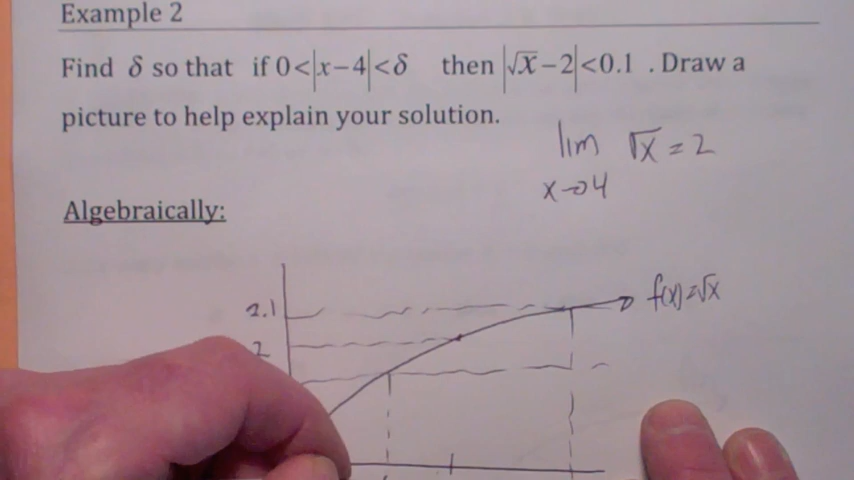 Example 2
Find δ so that if 0<|x−4|<δ then |√x−2|<0.1 . Draw a
picture to help explain your solution.
lim √x = 2
x→4
Algebraically:
f(x)=√x
2.1
2